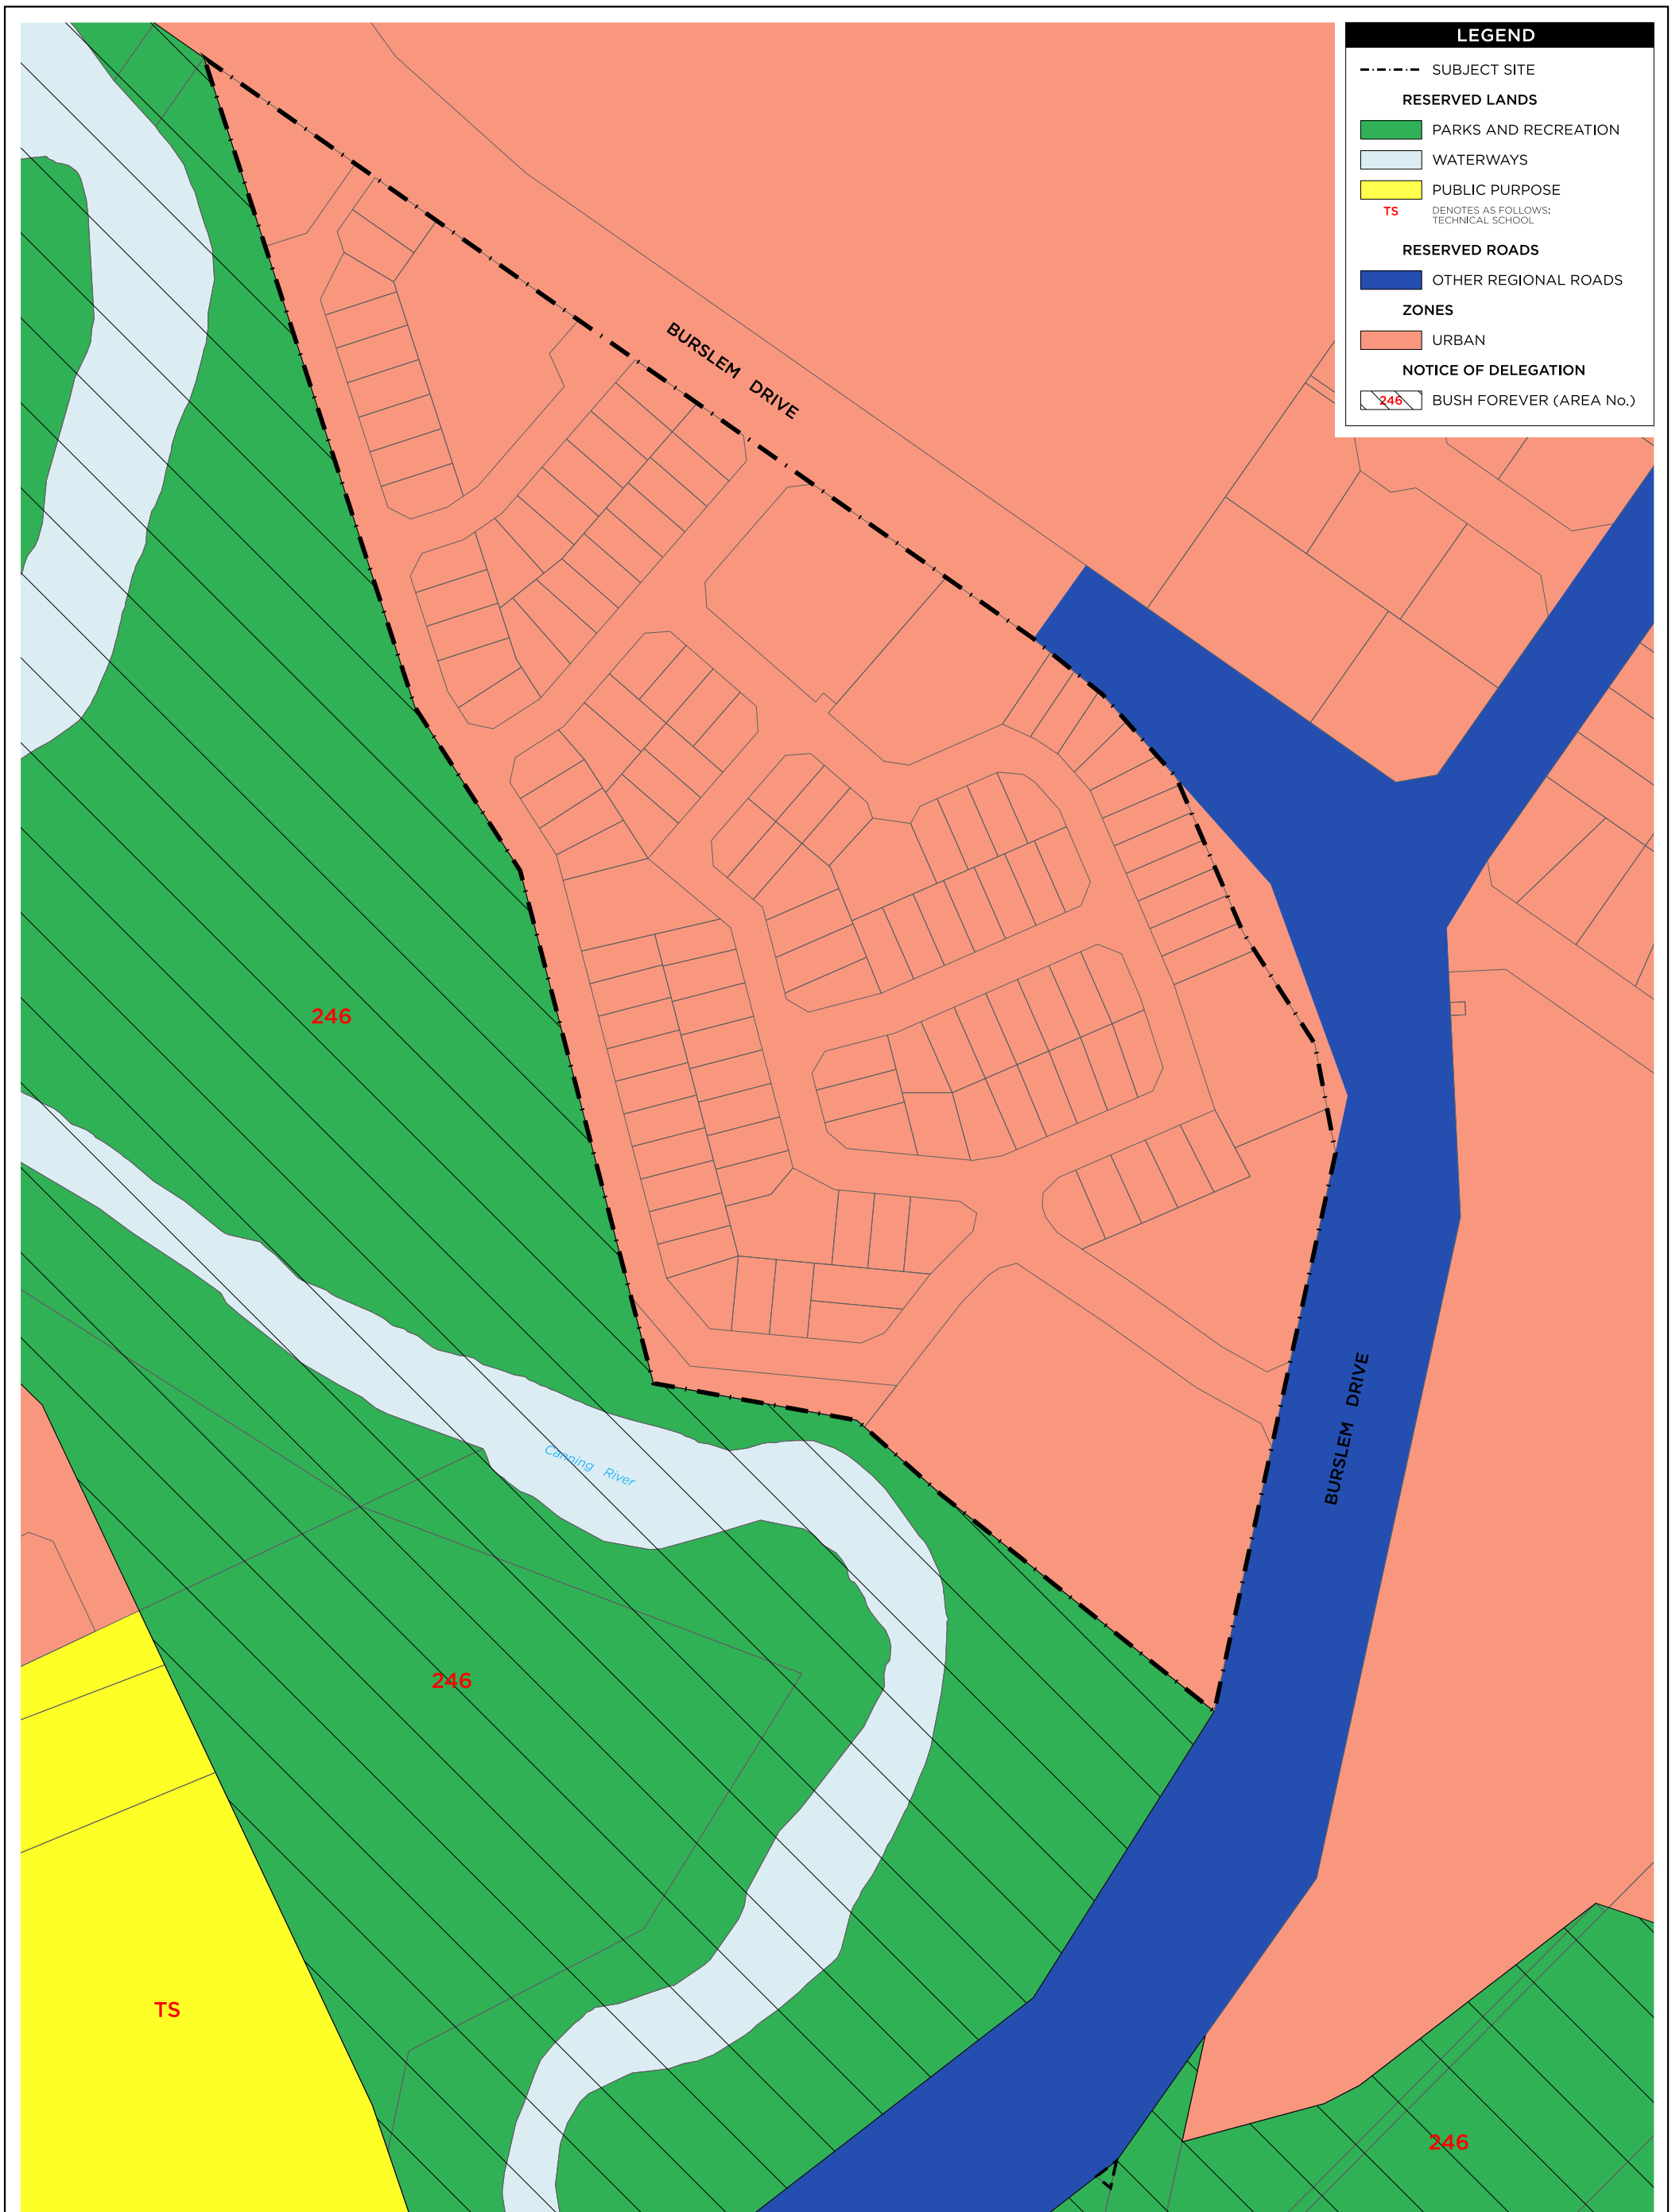 LEGEND
SUBJECT SITE
RESERVED LANDS
PARKS AND RECREATION
WATERWAYS
PUBLIC PURPOSE
TS DENOTES AS FOLLOWS:
TECHNICAL SCHOOL
RESERVED ROADS
OTHER REGIONAL ROADS
ZONES
URBAN
NOTICE OF DELEGATION
246 BUSH FOREVER (AREA No.)
BURSLEM DRIVE
246
BURSLEM DRIVE
Canning River
246
TS
246